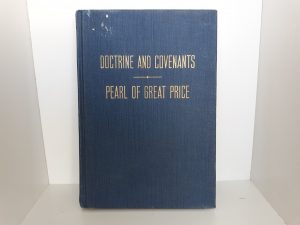 DOCTRINE AND COVENANTS
PEARL OF GREAT PRICE